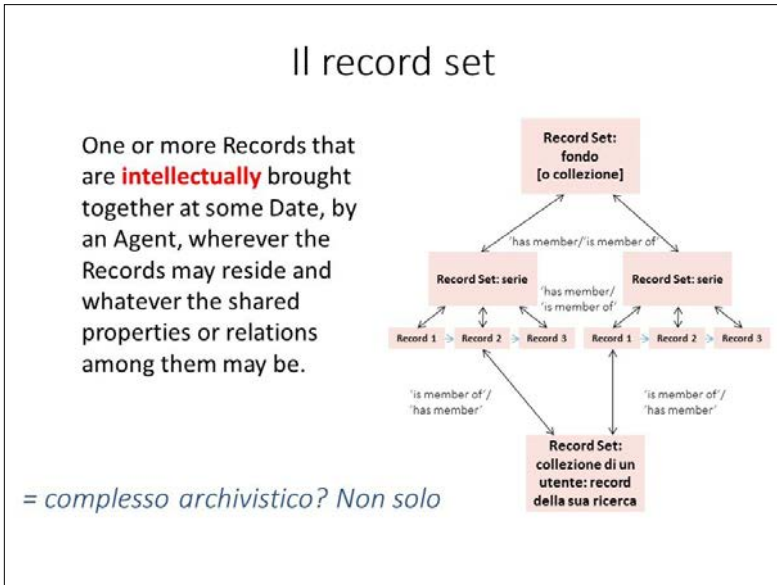 Il record set
One or more Records that
are intellectually brought
together at some Date, by
an Agent, wherever the
Records may reside and
whatever the shared
properties or relations
among them may be.
= complesso archivistico? Non solo
Record Set:
fondo
[o collezione]
'has member/'is member of'
Record Set: serie
Record Set: serie
'has member/
'is member of'
Record 1
Record 2
Record 3
Record 1
Record 2
Record 3
'is member of'/
'has member'
'is member of'/
'has member'
Record Set:
collezione di un
utente: record
della sua ricerca